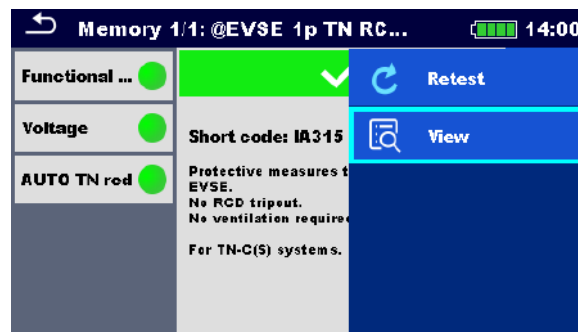 Memory 1/1: @EVSE 1p TN RC... 14:00
Functional ...
Voltage
AUTO TN rcd
Short code: IA315
Protective measures t
EVSE.
No RCD tripout.
No ventilation require
For TN-C(S) systems.
Retest
View